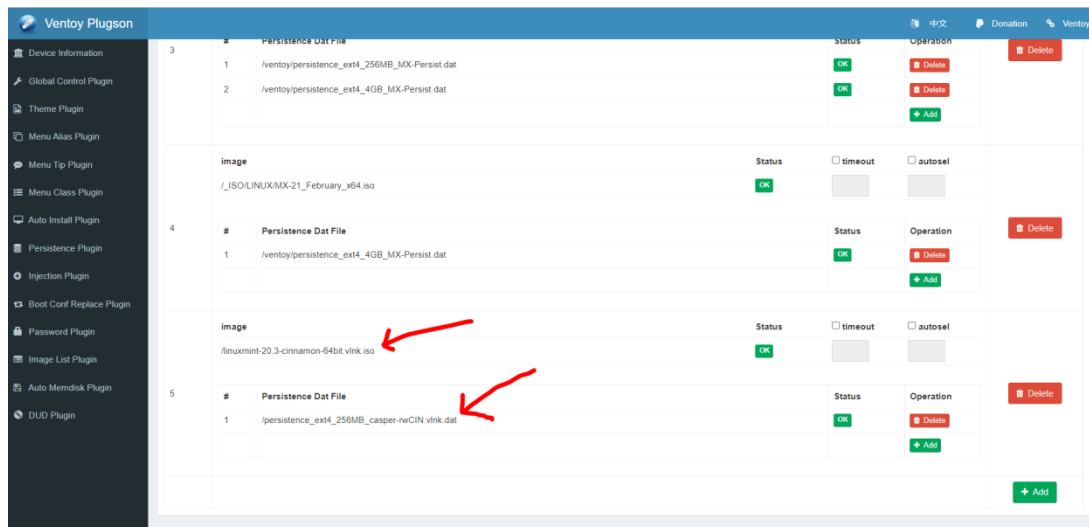 Ventoy Plugson
中文
Donation
Ventoy
Device Information
Global Control Plugin
Theme Plugin
Menu Alias Plugin
Menu Tip Plugin
Menu Class Plugin
Auto Install Plugin
Persistence Plugin
Injection Plugin
Boot Conf Replace Plugin
Password Plugin
Image List Plugin
Auto Memdisk Plugin
DUD Plugin
3
# Persistence Dat File Status Operation
Delete
1 /ventoy/persistence_ext4_256MB_MX-Persist.dat OK Delete
2 /ventoy/persistence_ext4_4GB_MX-Persist.dat OK Delete
+ Add
image Status timeout autosel
/_ISO/LINUX/MX-21_February_x64.iso OK
4
# Persistence Dat File Status Operation
Delete
1 /ventoy/persistence_ext4_4GB_MX-Persist.dat OK Delete
+ Add
image Status timeout autosel
/linuxmint-20.3-cinnamon-64bit.vlnk.iso OK
5
# Persistence Dat File Status Operation
Delete
1 /persistence_ext4_256MB_casper-rwCIN.vlnk.dat OK Delete
+ Add
+ Add